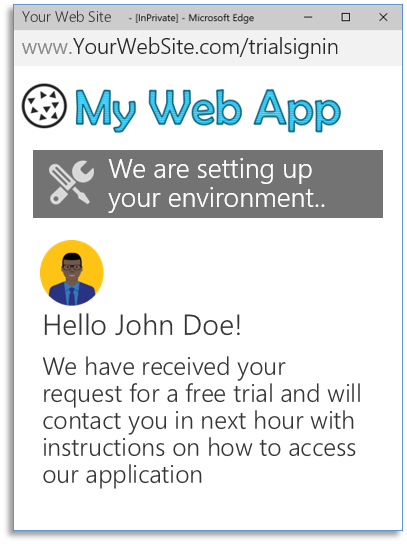 Your Web Site - [InPrivate] - Microsoft Edge
www.YourWebSite.com/trialsignin
My Web App
We are setting up
your environment..
Hello John Doe!
We have received your
request for a free trial and will
contact you in next hour with
instructions on how to access
our application